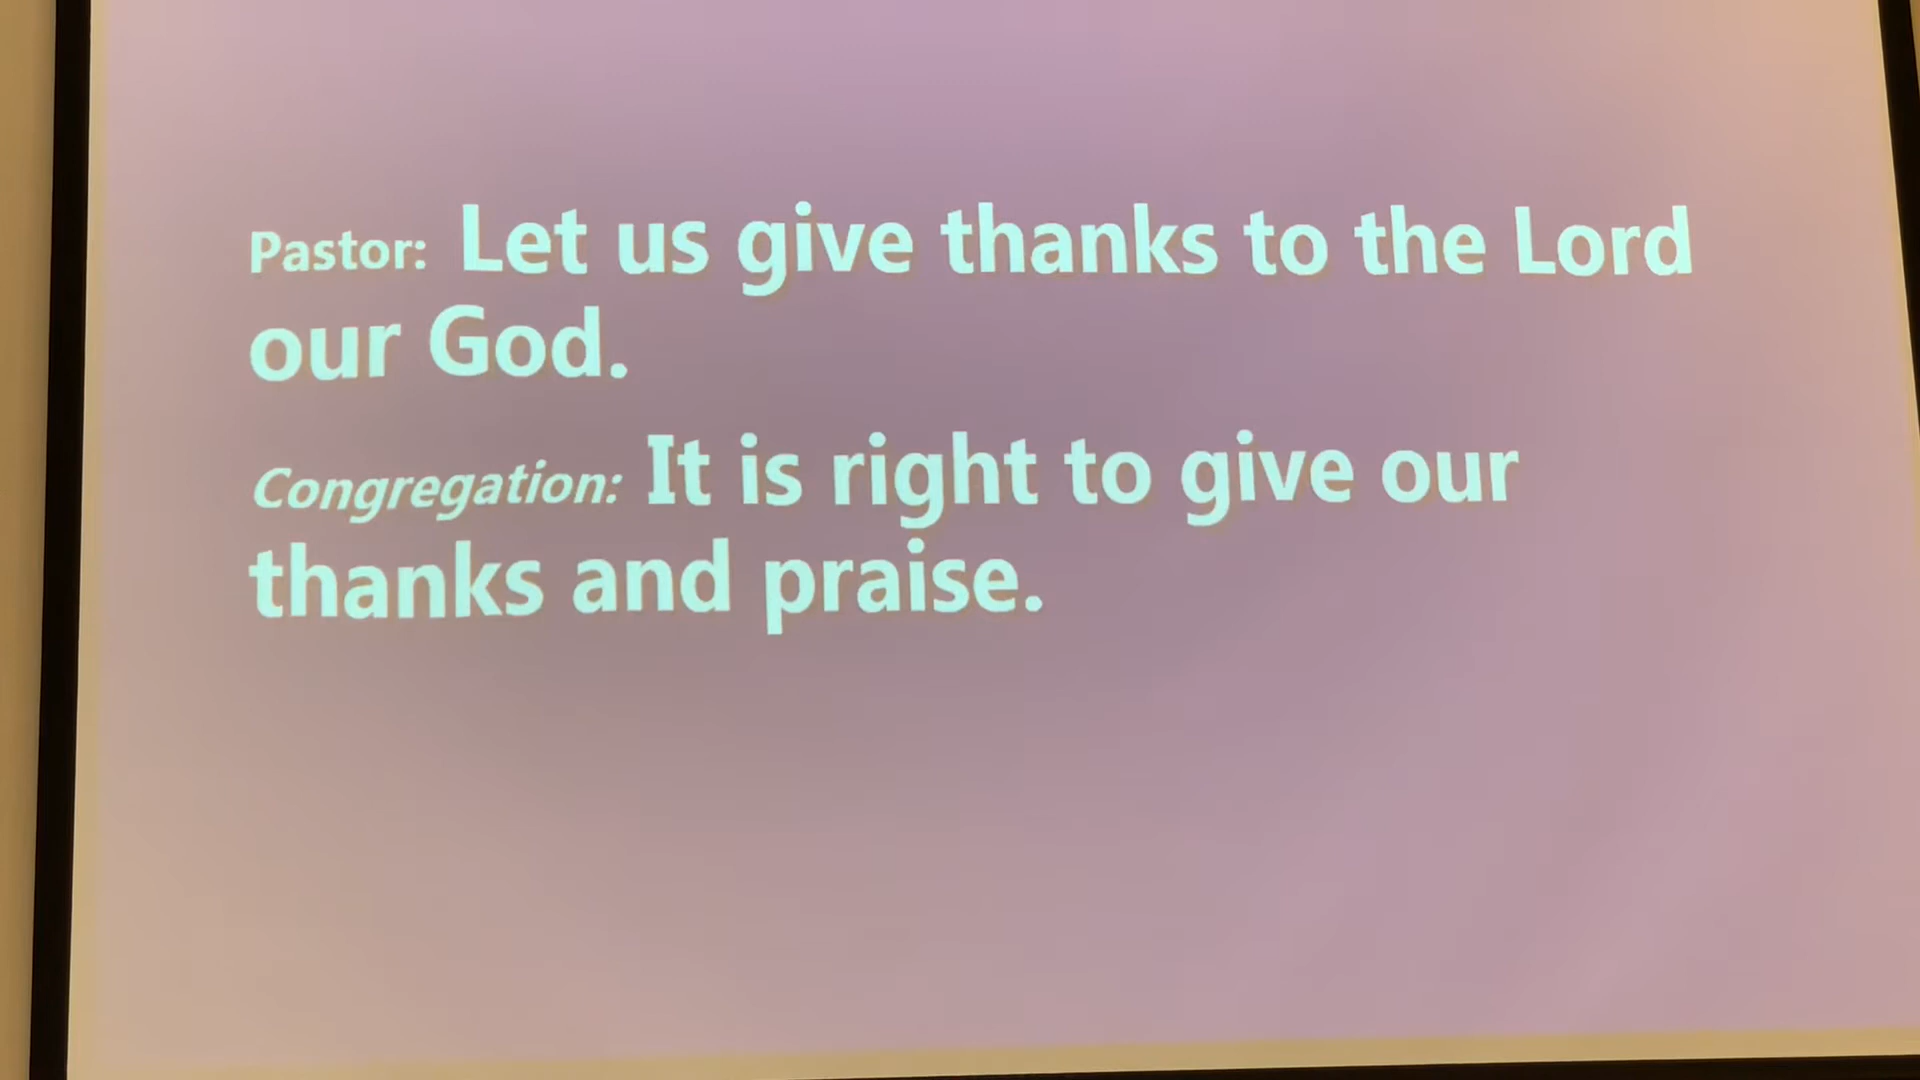 Pastor: Let us give thanks to the Lord
our God.
Congregation: It is right to give our
thanks and praise.